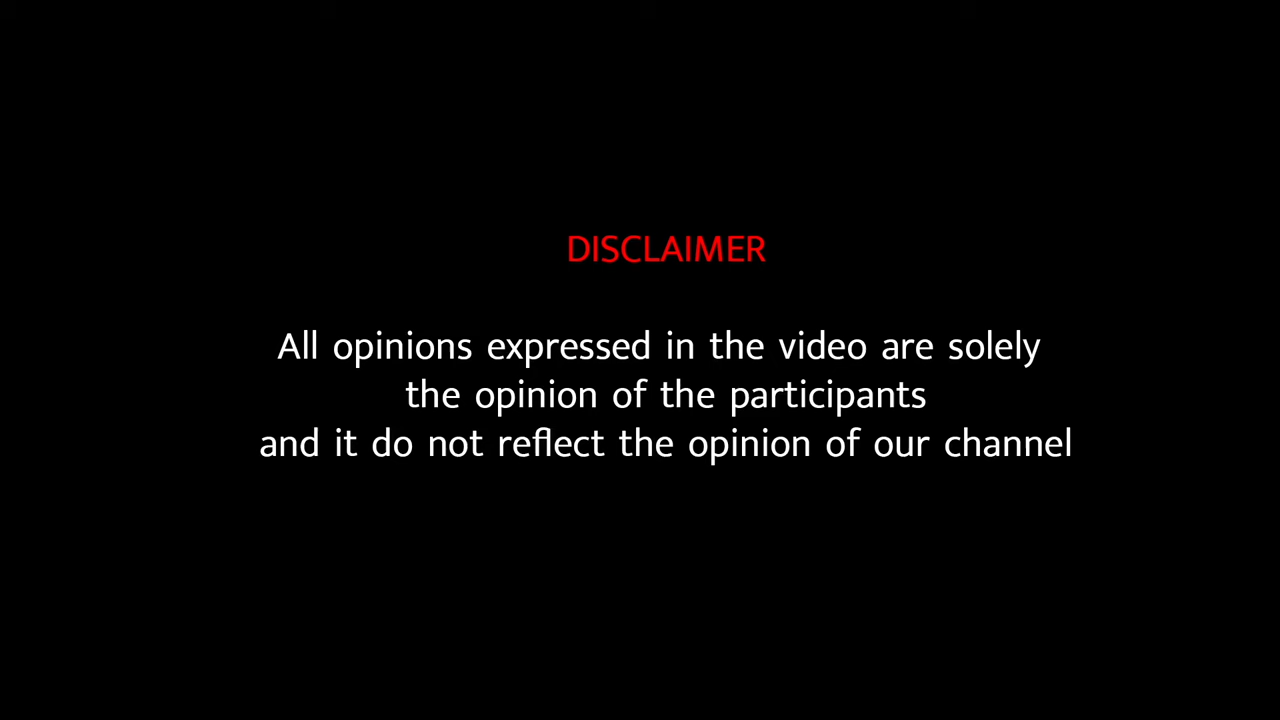 DISCLAIMER
All opinions expressed in the video are solely
the opinion of the participants
and it do not reflect the opinion of our channel